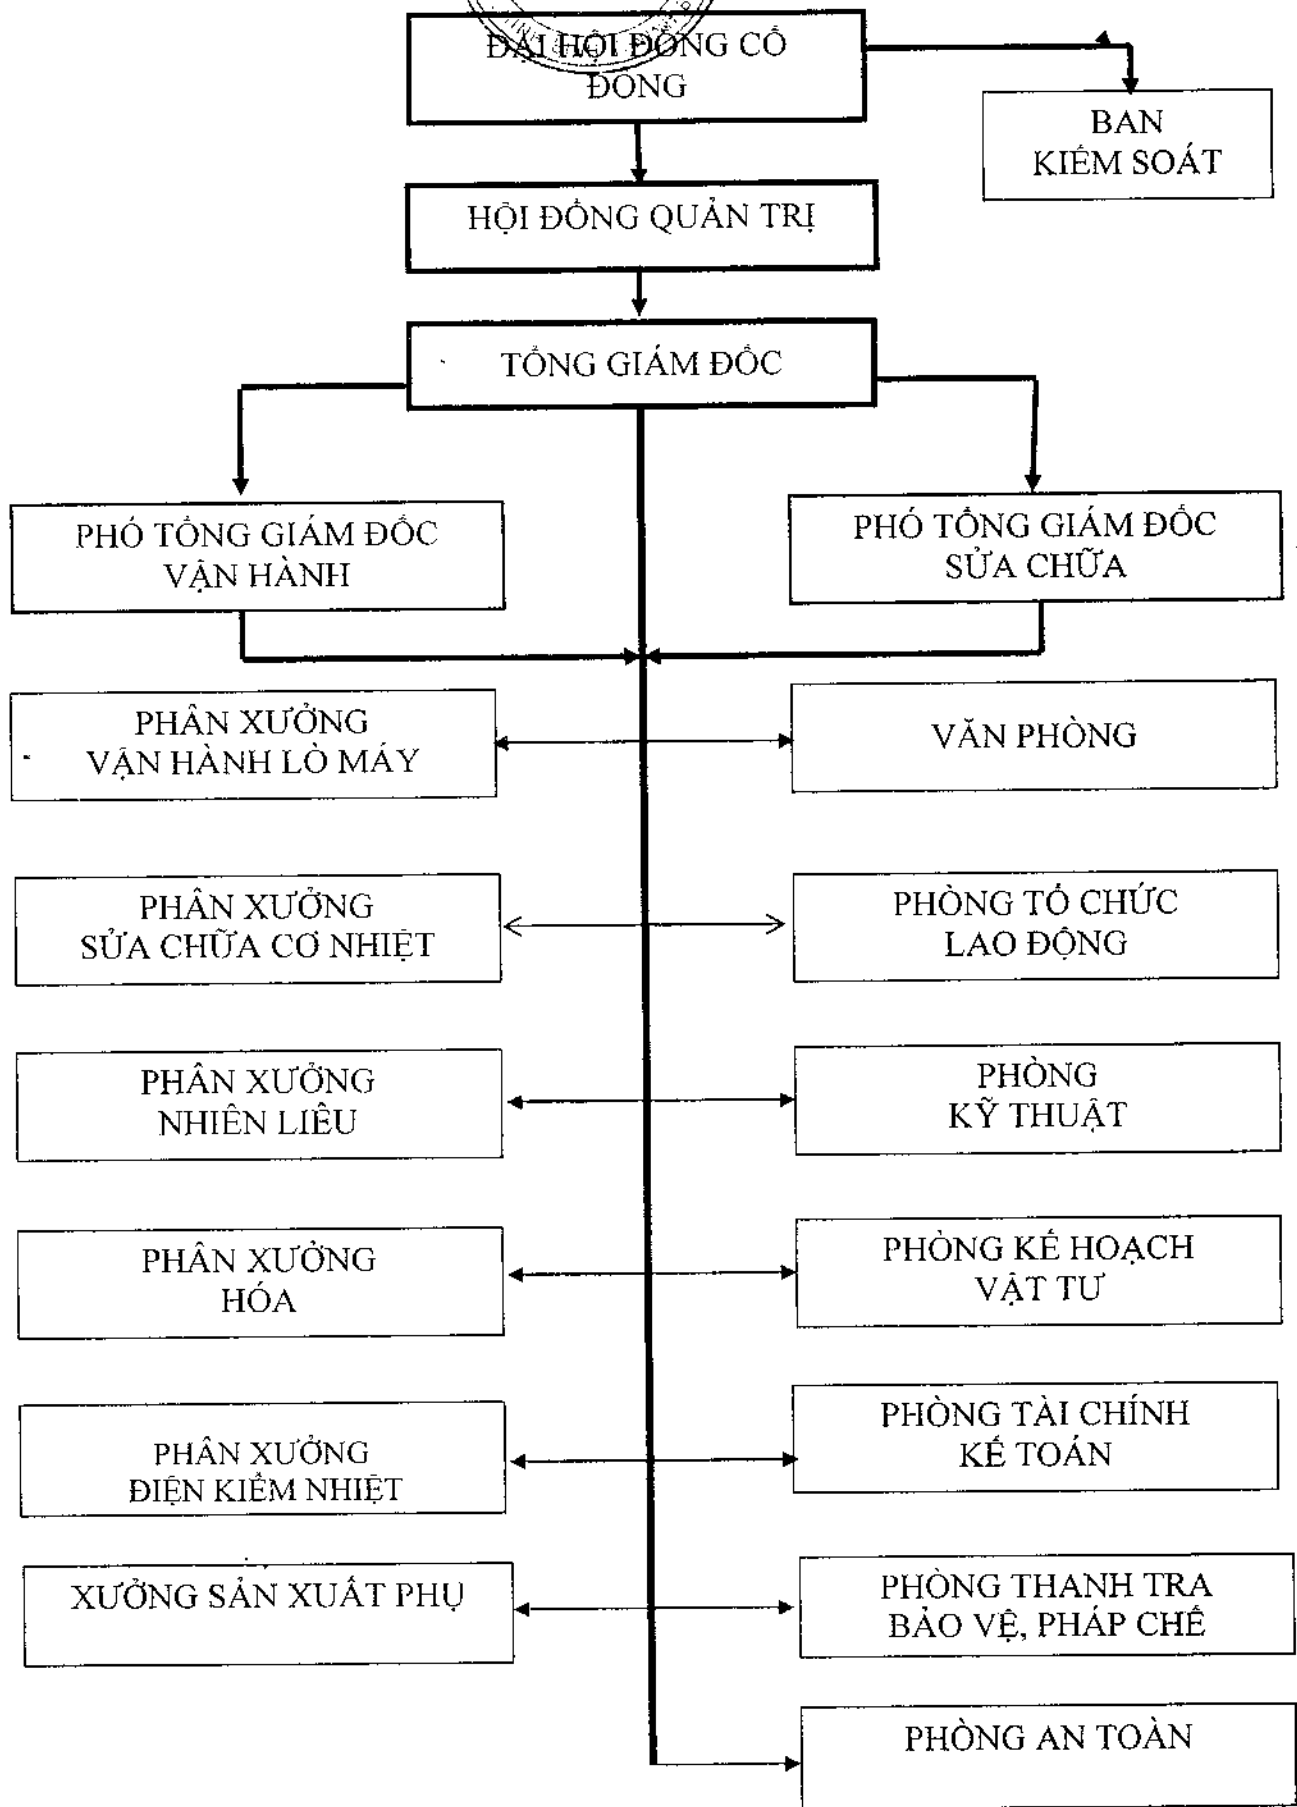 ĐẠI HỘI ĐỒNG CỔ
ĐÔNG
BAN
KIỂM SOÁT
HỘI ĐỒNG QUẢN TRỊ
TỔNG GIÁM ĐỐC
PHÓ TỔNG GIÁM ĐỐC
VẬN HÀNH
PHÓ TỔNG GIÁM ĐỐC
SỬA CHỮA
PHÂN XƯỞNG
VẬN HÀNH LÒ MÁY
VĂN PHÒNG
PHÂN XƯỞNG
SỬA CHỮA CƠ NHIỆT
PHÒNG TỔ CHỨC
LAO ĐỘNG
PHÂN XƯỞNG
NHIÊN LIỆU
PHÒNG
KỸ THUẬT
PHÂN XƯỞNG
HÓA
PHÒNG KẾ HOẠCH
VẬT TƯ
PHÂN XƯỞNG
ĐIỆN KIỂM NHIỆT
PHÒNG TÀI CHÍNH
KẾ TOÁN
XƯỞNG SẢN XUẤT PHỤ
PHÒNG THANH TRA
BẢO VỆ, PHÁP CHẾ
PHÒNG AN TOÀN